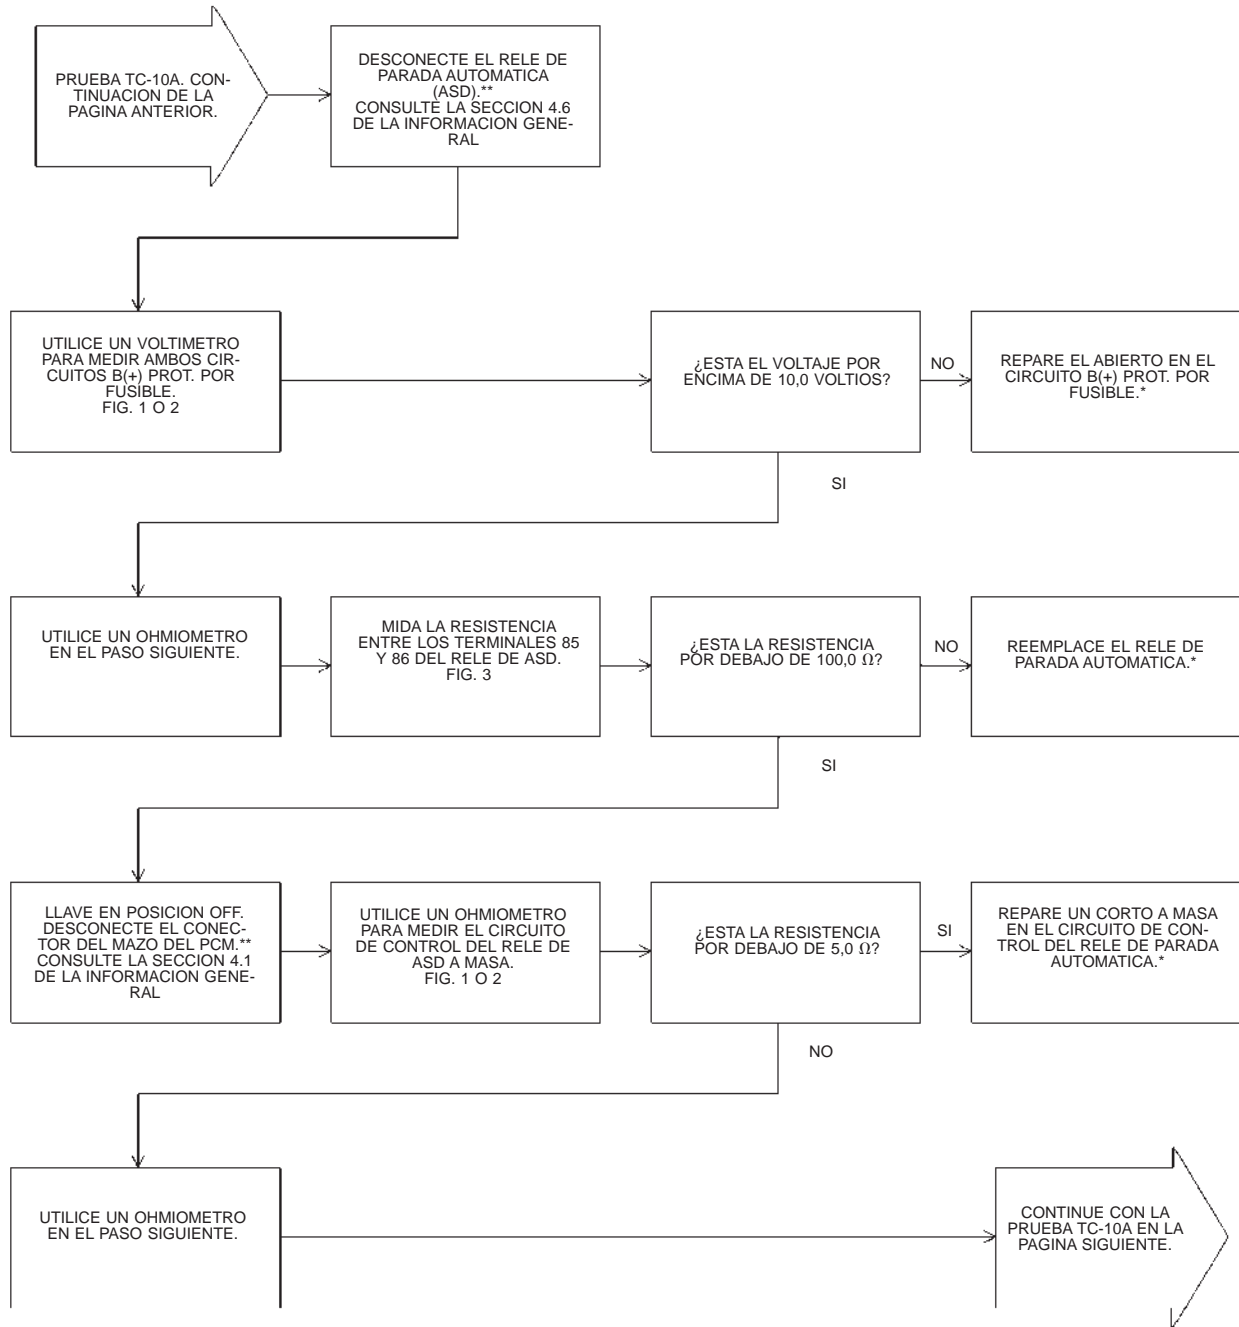 PRUEBA TC-10A. CON-
TINUACION DE LA
PAGINA ANTERIOR.
DESCONECTE EL RELE DE
PARADA AUTOMATICA
(ASD).**
CONSULTE LA SECCION 4.6
DE LA INFORMACION GENE-
RAL
UTILICE UN VOLTIMETRO
PARA MEDIR AMBOS CIR-
CUITOS B(+) PROT. POR
FUSIBLE.
FIG. 1 O 2
¿ESTA EL VOLTAJE POR
ENCIMA DE 10,0 VOLTIOS?
NO
REPARE EL ABIERTO EN EL
CIRCUITO B(+) PROT. POR
FUSIBLE.*
SI
UTILICE UN OHMIOMETRO
EN EL PASO SIGUIENTE.
MIDA LA RESISTENCIA
ENTRE LOS TERMINALES 85
Y 86 DEL RELE DE ASD.
FIG. 3
¿ESTA LA RESISTENCIA
POR DEBAJO DE 100,0 Ω?
NO
REEMPLACE EL RELE DE
PARADA AUTOMATICA.*
SI
LLAVE EN POSICION OFF.
DESCONECTE EL CONEC-
TOR DEL MAZO DEL PCM.**
CONSULTE LA SECCION 4.1
DE LA INFORMACION GENE-
RAL
UTILICE UN OHMIOMETRO
PARA MEDIR EL CIRCUITO
DE CONTROL DEL RELE DE
ASD A MASA.
FIG. 1 O 2
¿ESTA LA RESISTENCIA
POR DEBAJO DE 5,0 Ω?
SI
REPARE UN CORTO A MASA
EN EL CIRCUITO DE CON-
TROL DEL RELE DE PARADA
AUTOMATICA.*
NO
UTILICE UN OHMIOMETRO
EN EL PASO SIGUIENTE.
CONTINUE CON LA
PRUEBA TC-10A EN LA
PAGINA SIGUIENTE.